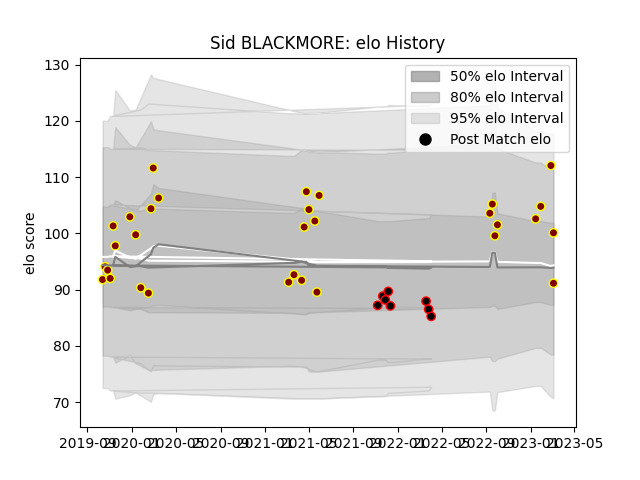 Sid BLACKMORE: elo History
130
120
110
100
90
80
70
elo score
50% elo Interval
80% elo Interval
95% elo Interval
Post Match elo
2019-09 2020-01 2020-05 2020-09 2021-01 2021-05 2021-09 2022-01 2022-05 2022-09 2023-01 2023-05